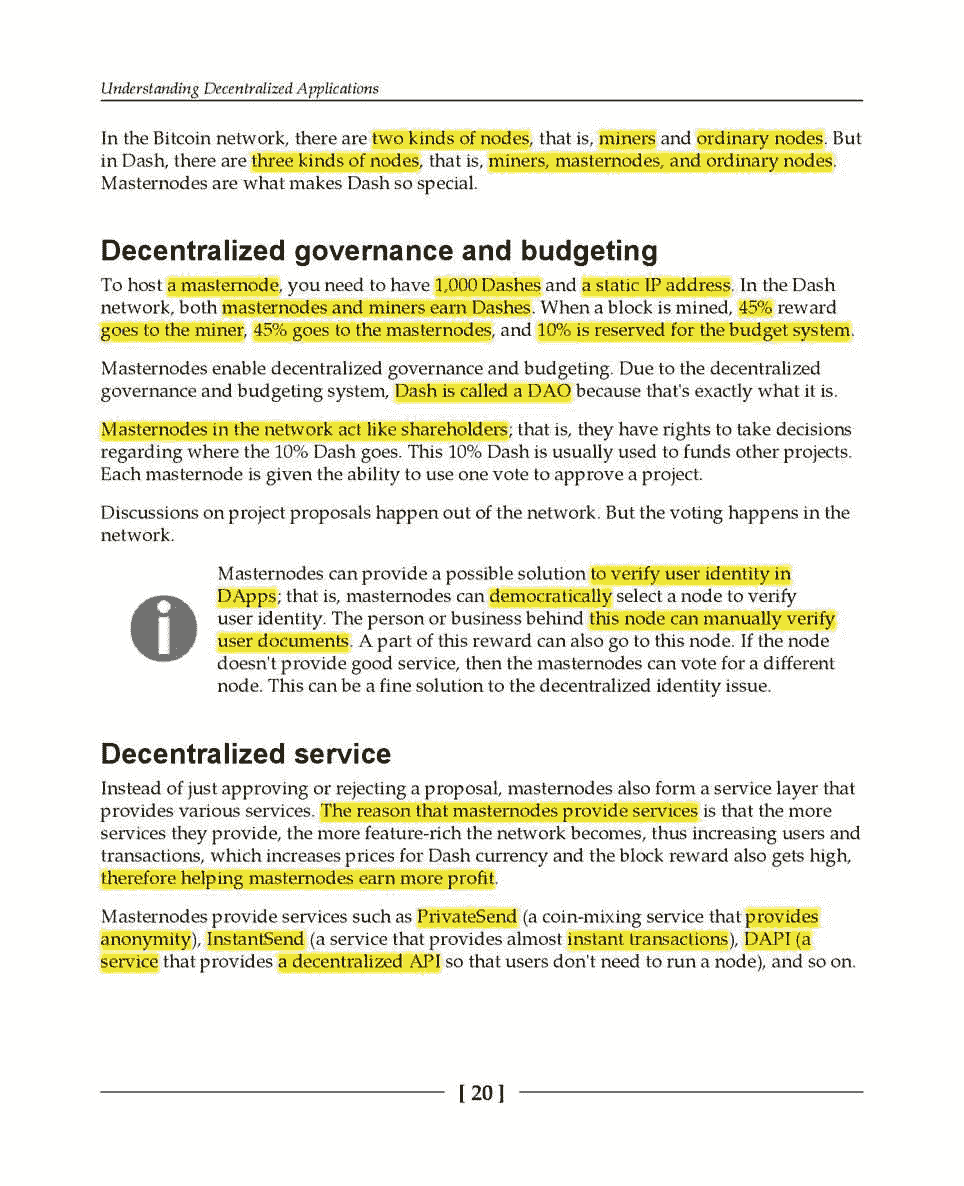 Understanding Decentralized Applications
In the Bitcoin network, there are two kinds of nodes, that is, miners and ordinary nodes. But
in Dash, there are three kinds of nodes, that is, miners, masternodes, and ordinary nodes.
Masternodes are what makes Dash so special.
Decentralized governance and budgeting
To host a masternode, you need to have 1,000 Dashes and a static IP address. In the Dash
network, both masternodes and miners earn Dashes. When a block is mined, 45% reward
goes to the miner, 45% goes to the masternodes, and 10% is reserved for the budget system.
Masternodes enable decentralized governance and budgeting. Due to the decentralized
governance and budgeting system, Dash is called a DAO because that's exactly what it is.
Masternodes in the network act like shareholders; that is, they have rights to take decisions
regarding where the 10% Dash goes. This 10% Dash is usually used to funds other projects.
Each masternode is given the ability to use one vote to approve a project.
Discussions on project proposals happen out of the network. But the voting happens in the
network.
Masternodes can provide a possible solution to verify user identity in
DApps; that is, masternodes can democratically select a node to verify
user identity. The person or business behind this node can manually verify
user documents. A part of this reward can also go to this node. If the node
doesn't provide good service, then the masternodes can vote for a different
node. This can be a fine solution to the decentralized identity issue.
Decentralized service
Instead of just approving or rejecting a proposal, masternodes also form a service layer that
provides various services. The reason that masternodes provide services is that the more
services they provide, the more feature-rich the network becomes, thus increasing users and
transactions, which increases prices for Dash currency and the block reward also gets high,
therefore helping masternodes earn more profit.
Masternodes provide services such as PrivateSend (a coin-mixing service that provides
anonymity), InstantSend (a service that provides almost instant transactions), DAPI (a
service that provides a decentralized API so that users don't need to run a node), and so on.
[ 20 ]